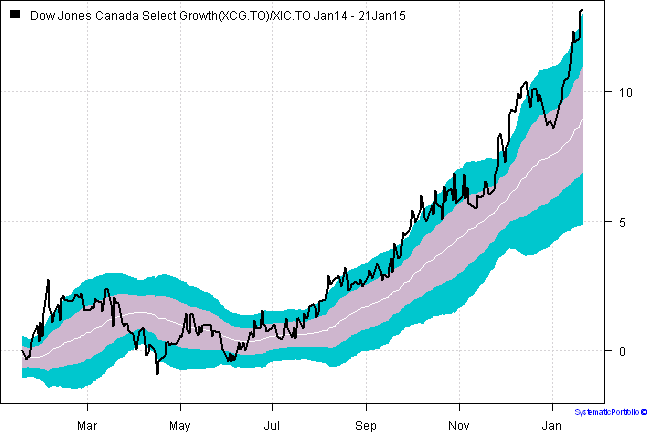 Dow Jones Canada Select Growth(XCG.TO)/XIC.TO Jan14 - 21Jan15
10
5
0
Mar May Jul Sep Nov Jan
SystematicPortfolio ©